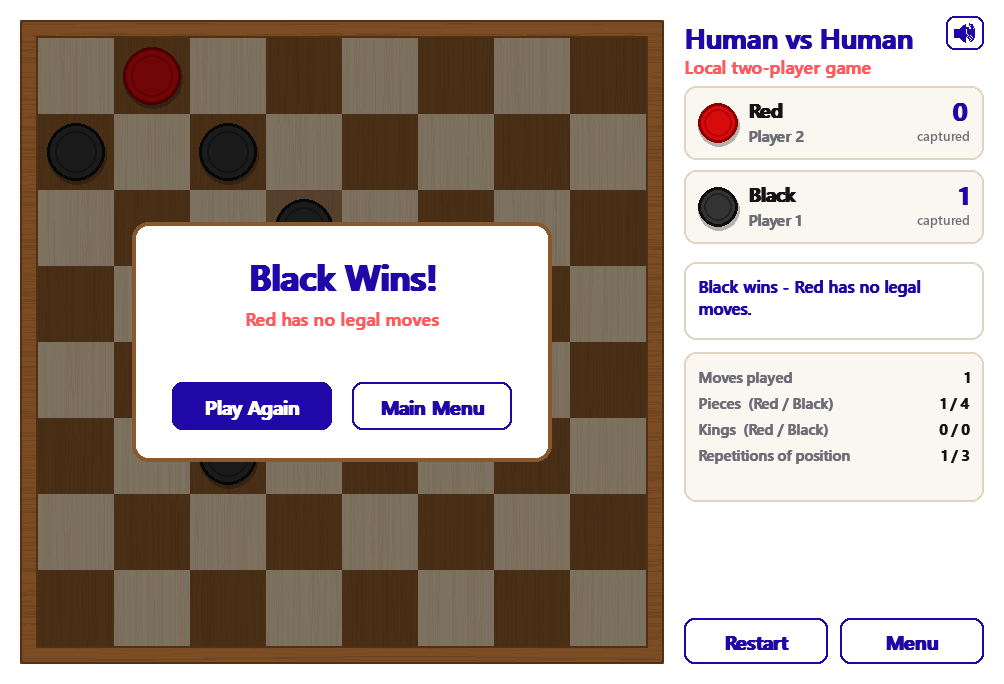 Human vs Human
Local two-player game
Red
0
Player 2
captured
Black
1
Player 1
captured
Black wins - Red has no legal
moves.
Moves played 1
Pieces (Red / Black) 1 / 4
Kings (Red / Black) 0 / 0
Repetitions of position 1 / 3
Restart
Menu
Black Wins!
Red has no legal moves
Play Again
Main Menu